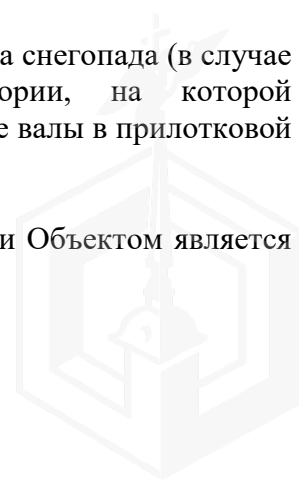 а снегопада (в случае
ории, на которой
е валы в прилотковой
и Объектом является